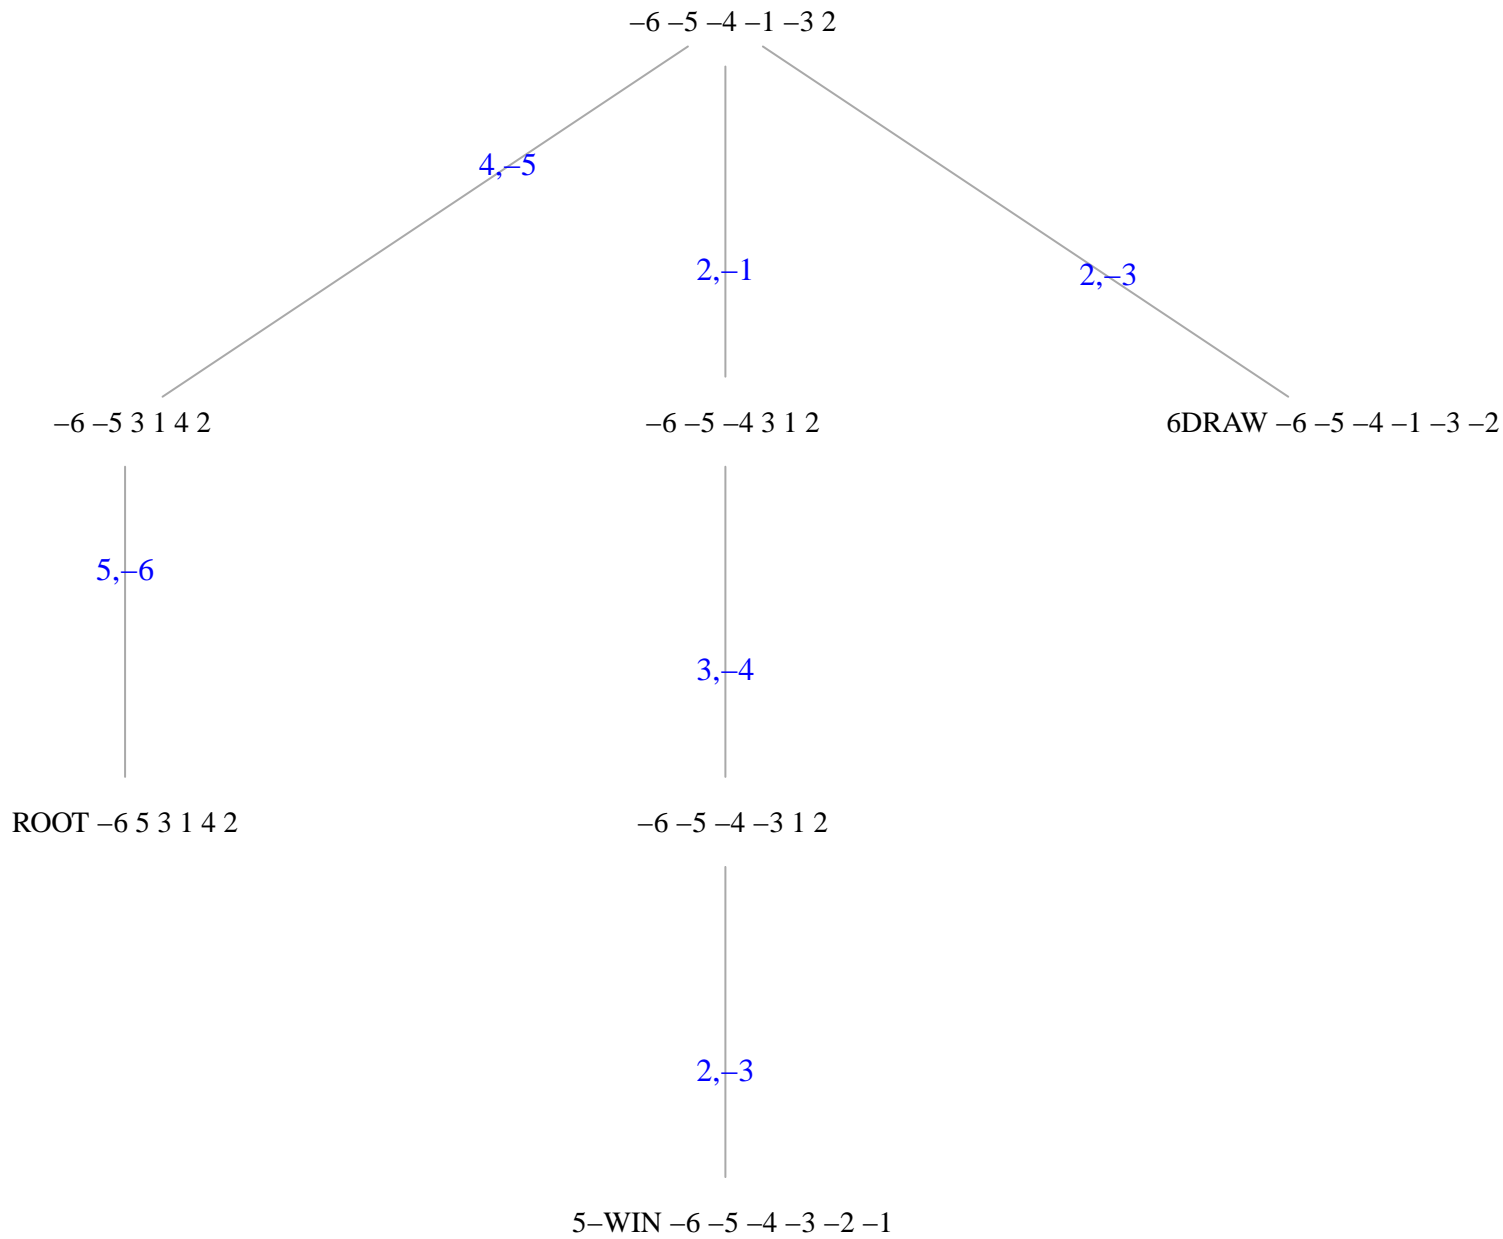 –6 –5 –4 –1 –3 2
4,–5
2,–1
2,–3
–6 –5 3 1 4 2
–6 –5 –4 3 1 2
6DRAW –6 –5 –4 –1 –3 –2
5,–6
3,–4
ROOT –6 5 3 1 4 2
–6 –5 –4 –3 1 2
2,–3
5–WIN –6 –5 –4 –3 –2 –1